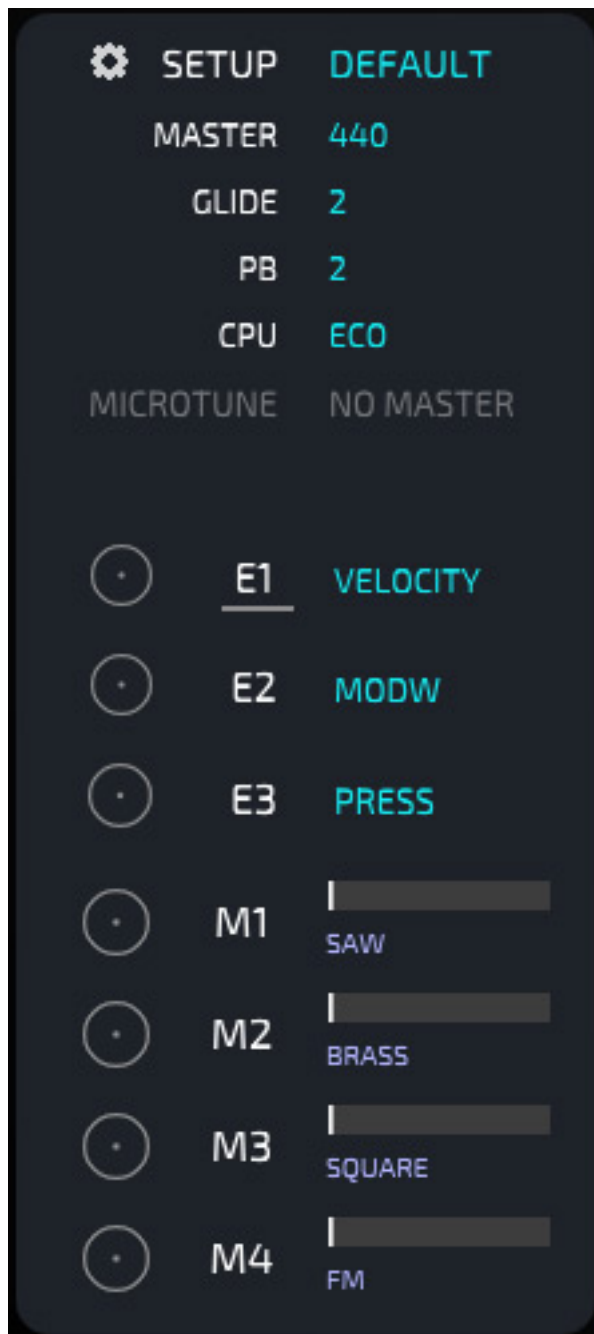 SETUP DEFAULT
MASTER 440
GLIDE 2
PB 2
CPU ECO
MICROTUNE NO MASTER
E1 VELOCITY
E2 MODW
E3 PRESS
M1
SAW
M2
BRASS
M3
SQUARE
M4
FM